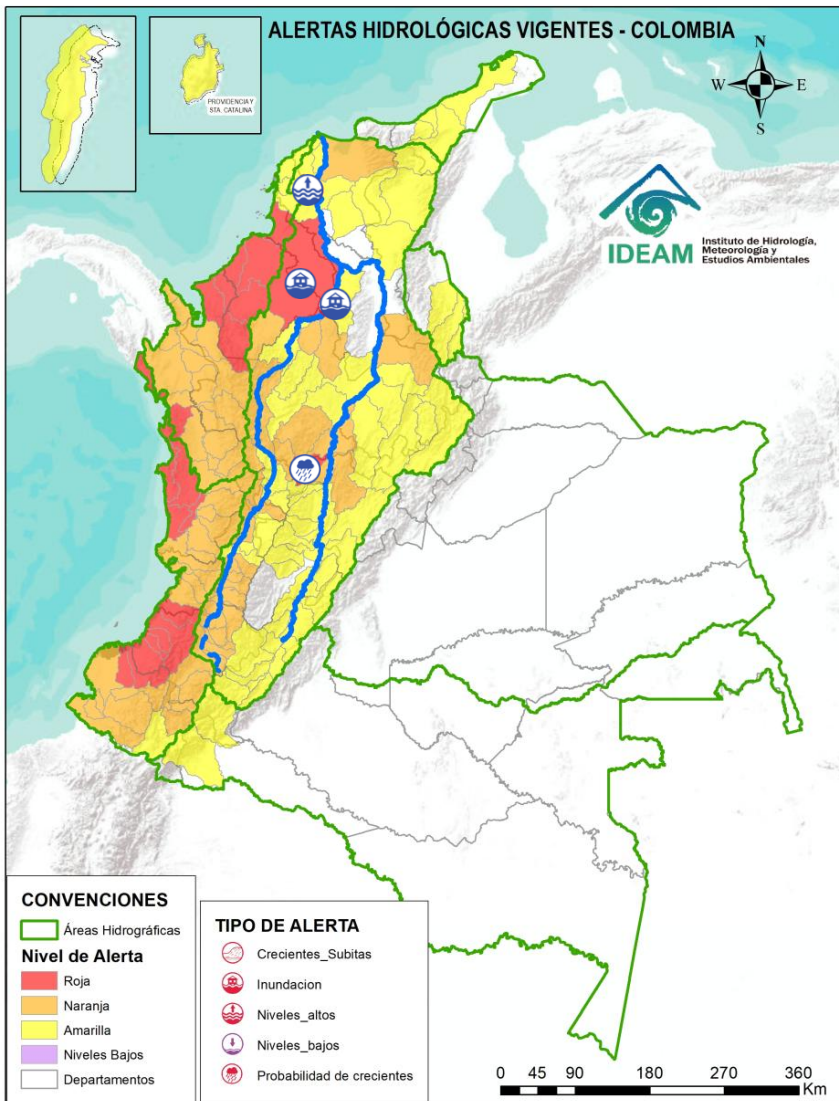 ALERTAS HIDROLÓGICAS VIGENTES - COLOMBIA
PROVIDENCIA Y
STA. CATALINA
N
W E
S
IDEAM
Instituto de Hidrología,
Meteorología y
Estudios Ambientales
CONVENCIONES
Áreas Hidrográficas
Nivel de Alerta
Roja
Naranja
Amarilla
Niveles Bajos
Departamentos
TIPO DE ALERTA
Crecientes_Subitas
Inundacion
Niveles_altos
Niveles_bajos
Probabilidad de crecientes
0 45 90 180 270 360
Km